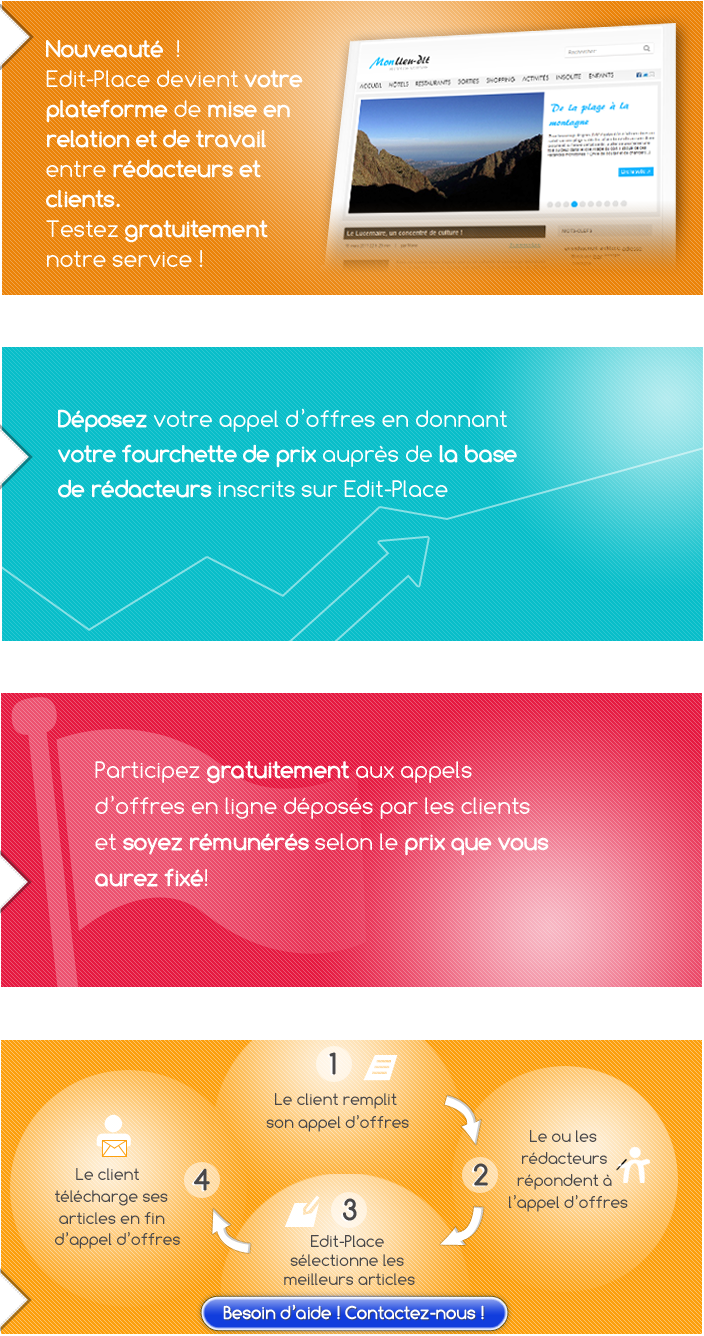 Nouveauté !
Edit-Place devient votre
plateforme de mise en
relation et de travail
entre rédacteurs et
clients.
Testez gratuitement
notre service !
Monlieu-dit
Rechercher
ACCUEIL HÔTELS RESTAURANTS SORTIES SHOPPING ACTIVITÉS INSOLITE ENFANTS
De la plage à la
montagne
Lire la suite
Le Lucernaire, un concentré de culture !
Déposez votre appel d'offres en donnant
votre fourchette de prix auprès de la base
de rédacteurs inscrits sur Edit-Place
Participez gratuitement aux appels
d'offres en ligne déposés par les clients
et soyez rémunérés selon le prix que vous
aurez fixé!
1
Le client remplit
son appel d'offres
2
Le ou les
rédacteurs
répondent à
l'appel d'offres
3
Edit-Place
sélectionne les
meilleurs articles
4
Le client
télécharge ses
articles en fin
d'appel d'offres
Besoin d'aide ! Contactez-nous !